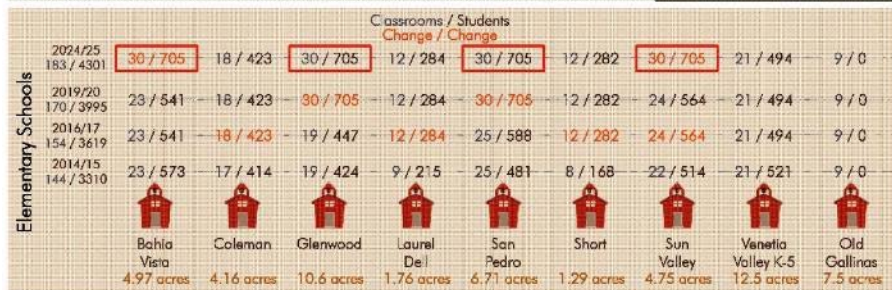 Classrooms / Students
Change / Change
Elementary Schools
2024/25
183 / 4301
30 / 705 18 / 423 30 / 705 12 / 284 30 / 705 12 / 282 30 / 705 21 / 494 9 / 0
2019/20
170 / 3995
23 / 541 18 / 423 30 / 705 12 / 284 30 / 705 12 / 282 24 / 564 21 / 494 9 / 0
2016/17
154 / 3619
23 / 541 18 / 423 19 / 447 12 / 284 25 / 588 12 / 282 24 / 564 21 / 494 9 / 0
2014/15
144 / 3310
23 / 573 17 / 414 19 / 424 9 / 215 25 / 481 8 / 168 22 / 514 21 / 521 9 / 0
Bahia Coleman Glenwood Laurel San Short Sun Venetia Old
Vista Dell Pedro Valley Valley K-5 Gallinas
4.97 acres 4.16 acres 10.6 acres 1.76 acres 6.71 acres 1.29 acres 4.75 acres 12.5 acres 7.5 acres